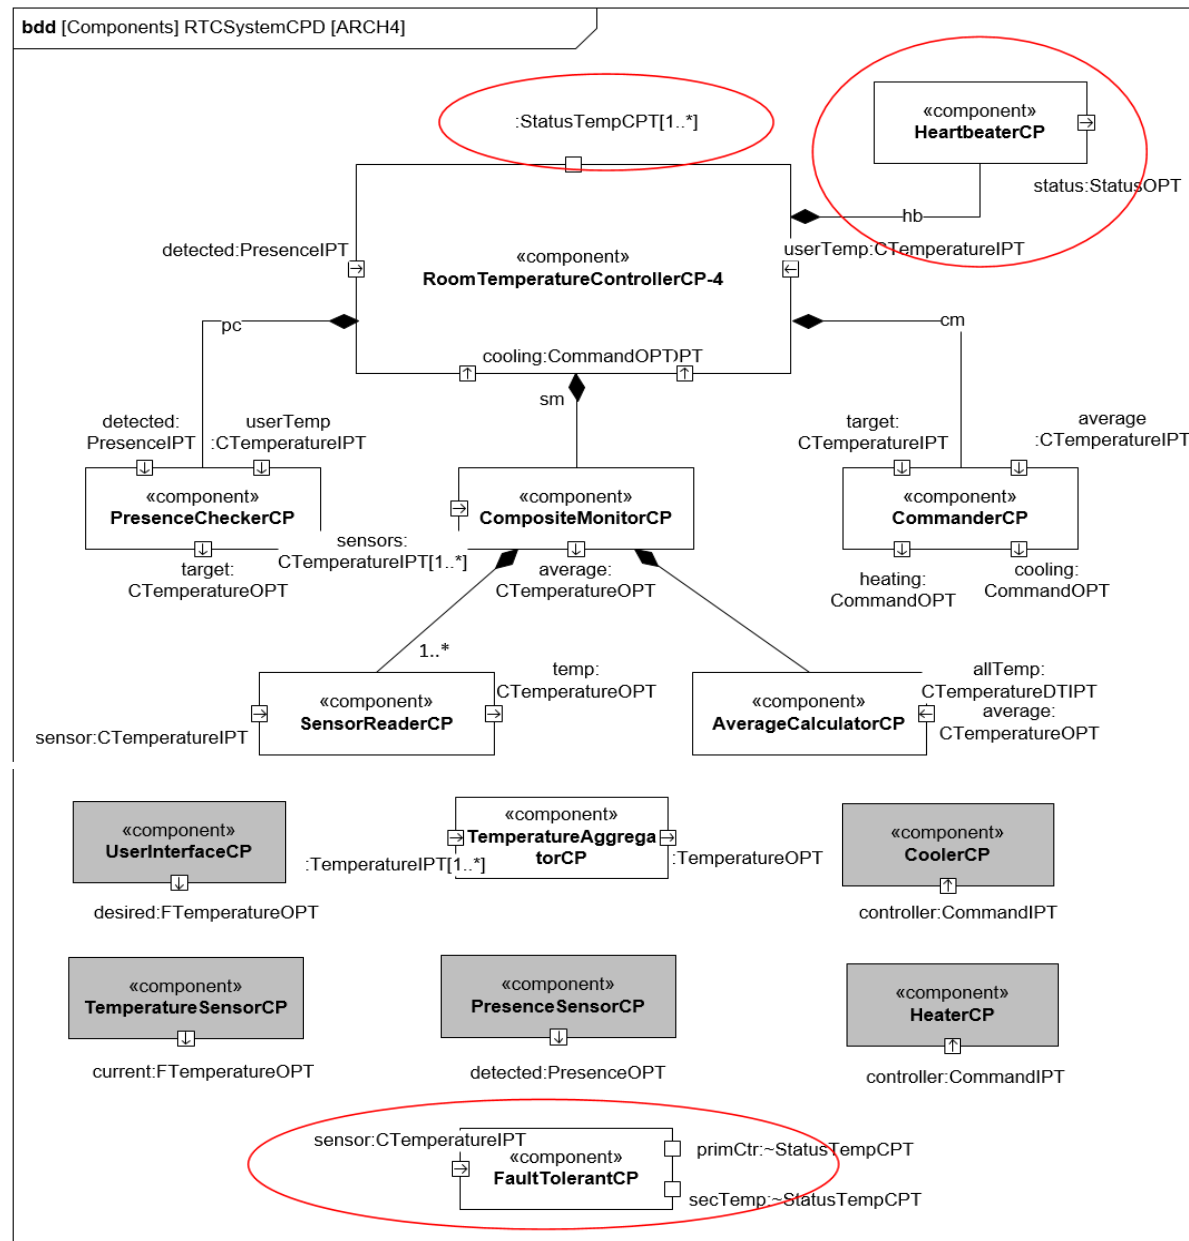 bdd [Components] RTCSystemCPD [ARCH4]
:StatusTempCPT[1..*]
«component»
HeartbeaterCP
status:StatusOPT
hb
detected:PresenceIPT
«component»
RoomTemperatureControllerCP-4
userTemp:CTemperatureIPT
pc
cm
cooling:CommandOPT
sm
detected:
PresenceIPT
userTemp
:CTemperatureIPT
target:
CTemperatureIPT
average
:CTemperatureIPT
«component»
PresenceCheckerCP
«component»
CompositeMonitorCP
«component»
CommanderCP
sensors:
CTemperatureIPT[1..*]
target:
CTemperatureOPT
average:
CTemperatureOPT
heating:
CommandOPT
cooling:
CommandOPT
1..*
«component»
SensorReaderCP
sensor:CTemperatureIPT
temp:
CTemperatureOPT
«component»
AverageCalculatorCP
allTemp:
CTemperatureDTIPT
average:
CTemperatureOPT
«component»
UserInterfaceCP
desired:FTemperatureOPT
«component»
TemperatureAggrega
torCP
:TemperatureIPT[1..*]
:TemperatureOPT
«component»
CoolerCP
controller:CommandIPT
«component»
TemperatureSensorCP
current:FTemperatureOPT
«component»
PresenceSensorCP
detected:PresenceOPT
«component»
HeaterCP
controller:CommandIPT
sensor:CTemperatureIPT
«component»
FaultTolerantCP
primCtr:~StatusTempCPT
secTemp:~StatusTempCPT